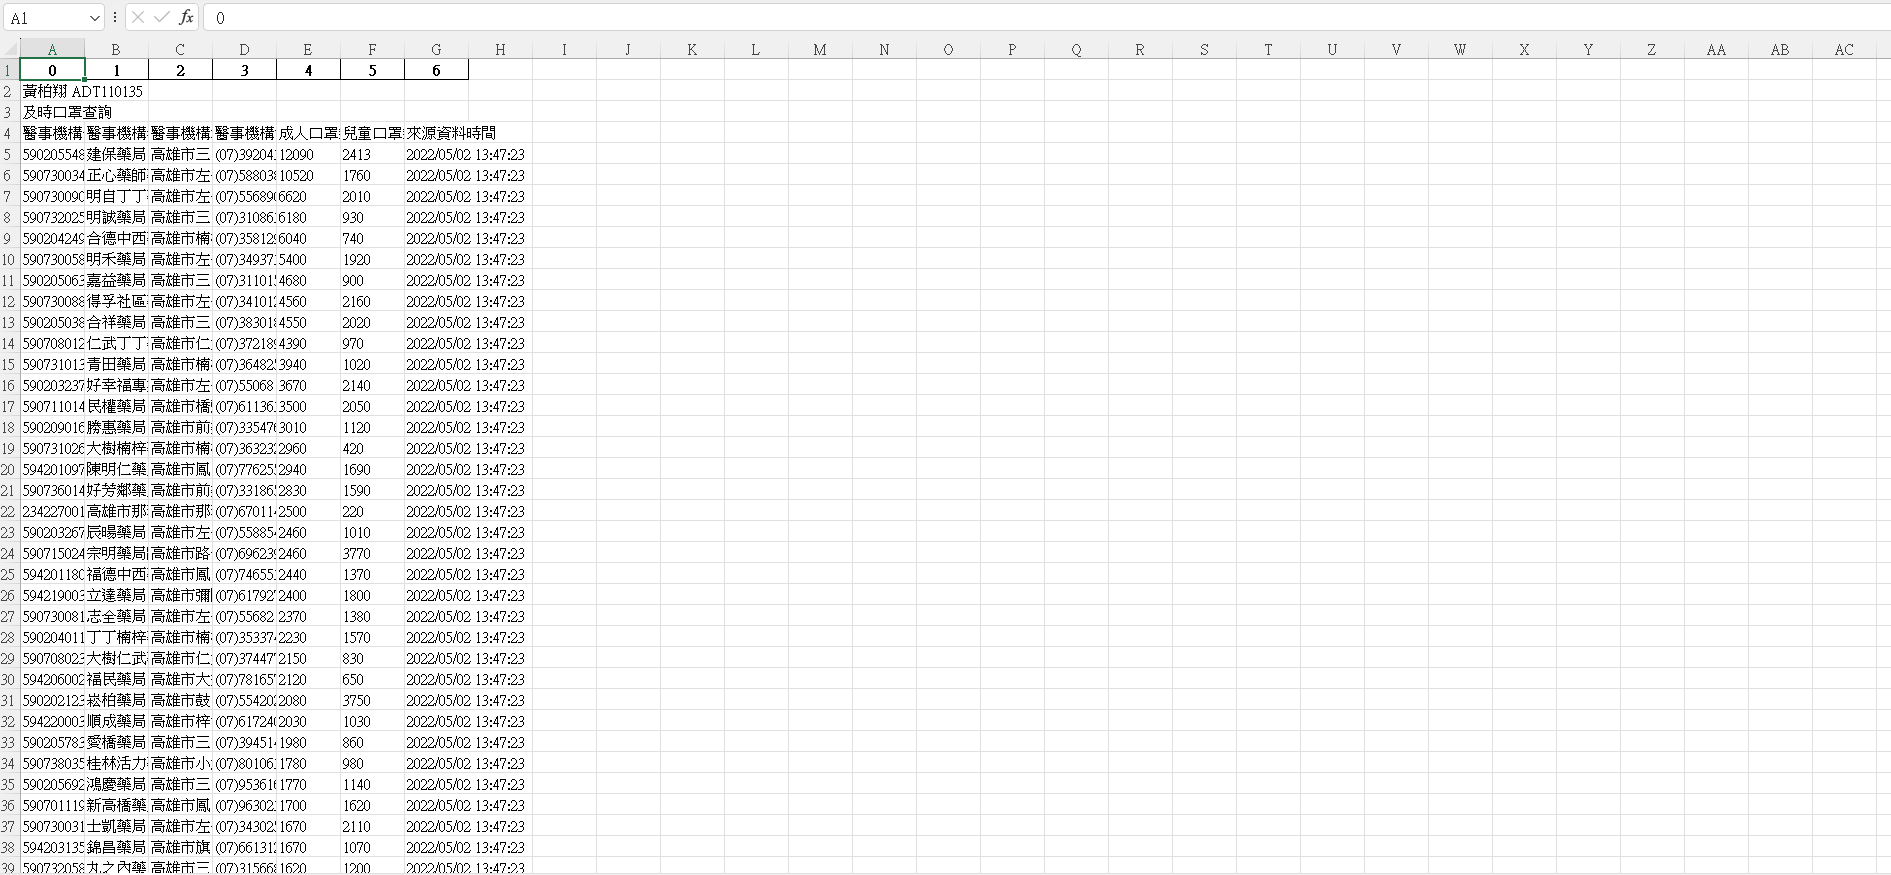 A1 fx 0
A B C D E F G H I J K L M N O P Q R S T U V W X Y Z AA AB AC
1 0 1 2 3 4 5 6
2 黃柏翔 ADT110135
3 及時口罩查詢
4 醫事機構 醫事機構 醫事機構 醫事機構 成人口罩 兒童口罩 來源資料時間
5 590205548 建保藥局 高雄市三 (07)39204 12090 2413 2022/05/02 13:47:23
6 590730034 正心藥師 高雄市左 (07)58803 10520 1760 2022/05/02 13:47:23
7 590730090 明自丁丁 高雄市左 (07)55689 6620 2010 2022/05/02 13:47:23
8 590732025 明誠藥局 高雄市三 (07)31086 6180 930 2022/05/02 13:47:23
9 590204249 合德中西 高雄市楠 (07)35812 6040 740 2022/05/02 13:47:23
10 590730058 明禾藥局 高雄市左 (07)34937 5400 1920 2022/05/02 13:47:23
11 590205063 嘉益藥局 高雄市三 (07)31101 4680 900 2022/05/02 13:47:23
12 590730088 得孚社區 高雄市左 (07)34101 4560 2160 2022/05/02 13:47:23
13 590205038 合祥藥局 高雄市三 (07)38301 4550 2020 2022/05/02 13:47:23
14 590708012 仁武丁丁 高雄市仁 (07)37218 4390 970 2022/05/02 13:47:23
15 590731013 青田藥局 高雄市楠 (07)36482 3940 1020 2022/05/02 13:47:23
16 590203237 好幸福專 高雄市左 (07)55068 3670 2140 2022/05/02 13:47:23
17 590711014 民權藥局 高雄市橋 (07)61136 3500 2050 2022/05/02 13:47:23
18 590209016 勝惠藥局 高雄市前 (07)33547 3010 1120 2022/05/02 13:47:23
19 590731026 大樹楠梓 高雄市楠 (07)36323 2960 420 2022/05/02 13:47:23
20 594201097 陳明仁藥 高雄市鳳 (07)77625 2940 1690 2022/05/02 13:47:23
21 590736014 好芳鄰藥 高雄市前 (07)33186 2830 1590 2022/05/02 13:47:23
22 234227001 高雄市那 高雄市那 (07)67011 2500 220 2022/05/02 13:47:23
23 590203267 辰暘藥局 高雄市左 (07)55885 2460 1010 2022/05/02 13:47:23
24 590715024 宗明藥局 高雄市路 (07)69623 2460 3770 2022/05/02 13:47:23
25 594201180 福德中西 高雄市鳳 (07)74655 2440 1370 2022/05/02 13:47:23
26 594219003 立達藥局 高雄市彌 (07)61792 2400 1800 2022/05/02 13:47:23
27 590730081 志全藥局 高雄市左 (07)55682 2370 1380 2022/05/02 13:47:23
28 590204011 丁丁楠梓 高雄市楠 (07)35337 2230 1570 2022/05/02 13:47:23
29 590708023 大樹仁武 高雄市仁 (07)37447 2150 830 2022/05/02 13:47:23
30 594206002 福民藥局 高雄市大 (07)78165 2120 650 2022/05/02 13:47:23
31 590202123 崧柏藥局 高雄市鼓 (07)55420 2080 3750 2022/05/02 13:47:23
32 594220003 順成藥局 高雄市梓 (07)61724 2030 1030 2022/05/02 13:47:23
33 590205783 愛橋藥局 高雄市三 (07)39451 1980 860 2022/05/02 13:47:23
34 590738035 桂林活力 高雄市小 (07)80106 1780 980 2022/05/02 13:47:23
35 590205692 鴻慶藥局 高雄市三 (07)95361 1770 1140 2022/05/02 13:47:23
36 590701119 新高橋藥 高雄市鳳 (07)96302 1700 1620 2022/05/02 13:47:23
37 590730031 士凱藥局 高雄市左 (07)34302 1670 2110 2022/05/02 13:47:23
38 594203135 錦昌藥局 高雄市旗 (07)66131 1670 1070 2022/05/02 13:47:23
39 590732058 丸之內藥 高雄市三 (07)31566 1620 1200 2022/05/02 13:47:23